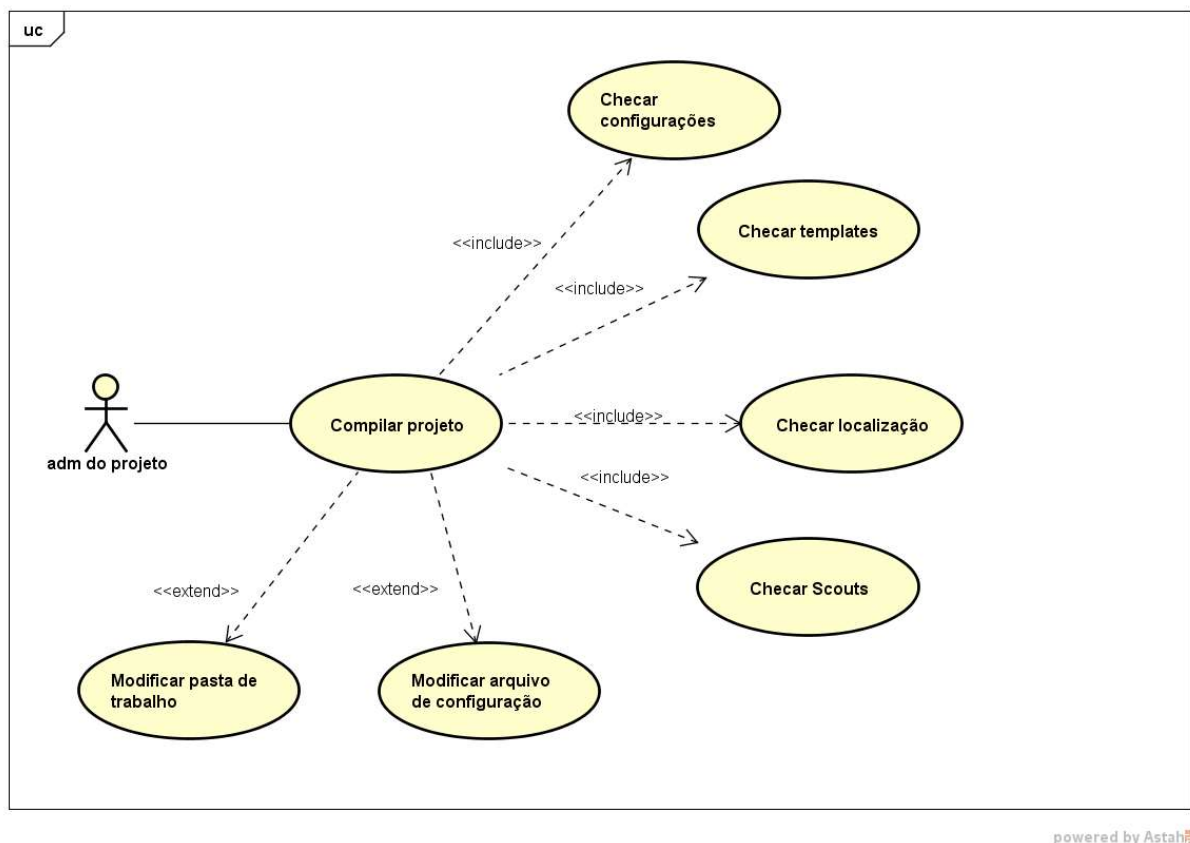 uc
Checar
configurações
<<include>>
Checar templates
<<include>>
adm do projeto
Compilar projeto
<<include>>
Checar localização
<<include>>
Checar Scouts
<<extend>>
<<extend>>
Modificar pasta de
trabalho
Modificar arquivo
de configuração
powered by Astah